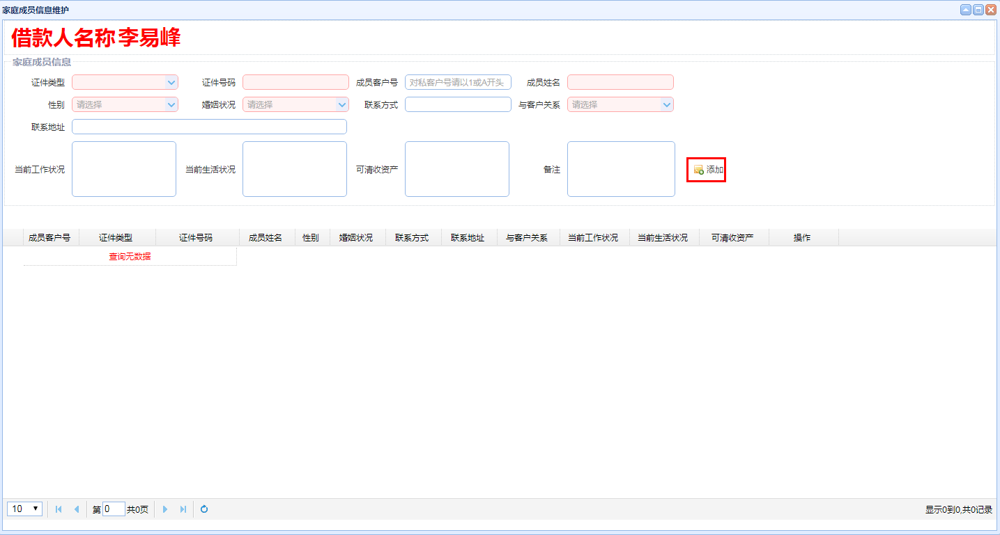 家庭成员信息维护
借款人名称 李易峰
家庭成员信息
证件类型 证件号码 成员客户号 对私客户号请以1或A开头 成员姓名
性别 请选择 婚姻状况 请选择 联系方式 与客户关系 请选择
联系地址
当前工作状况 当前生活状况 可清收资产 备注 添加
成员客户号 证件类型 证件号码 成员姓名 性别 婚姻状况 联系方式 联系地址 与客户关系 当前工作状况 当前生活状况 可清收资产 操作
查询无数据
10 第 0 共0页 显示0到0,共0记录